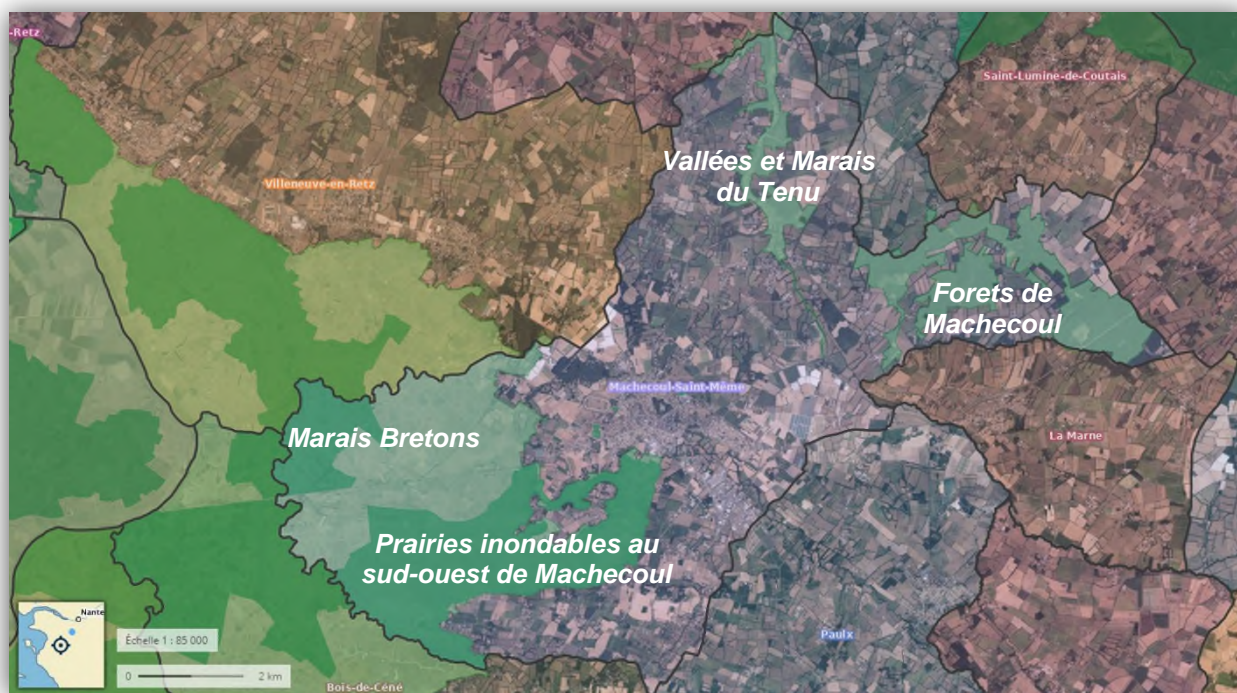 -Retz
Saint-Lumine-de-Coutais
Vallées et Marais
du Tenu
Villeneuve-en-Retz
Forets de
Machecoul
Machecoul-Saint-Même
Marais Bretons
La Marne
Prairies inondables au
sud-ouest de Machecoul
Nante
Échelle 1 : 85 000
Paulx
0 2 km
Bois-de-Céné